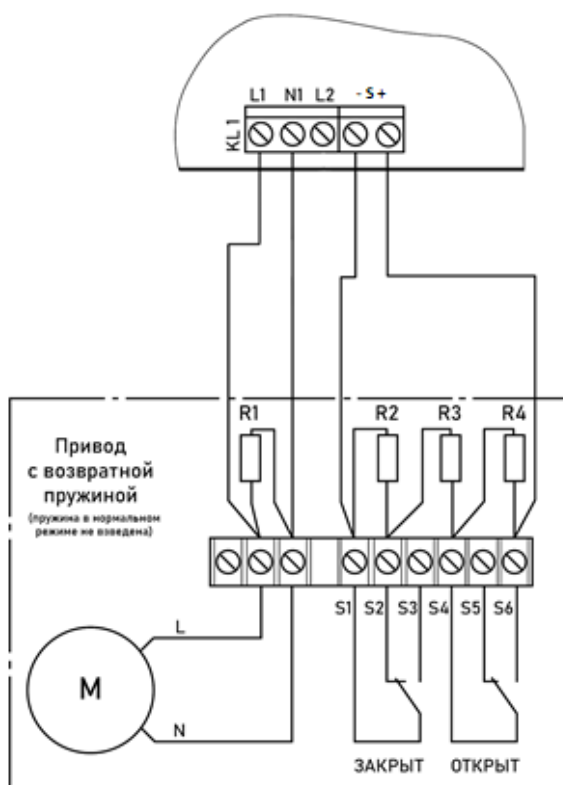 L1 N1 L2 - S +
KL 1
R1 R2 R3 R4
Привод
с возвратной
пружиной
(пружина в нормальном
режиме не взведена)
S1 S2 S3 S4 S5 S6
L
M
N
ЗАКРЫТ ОТКРЫТ